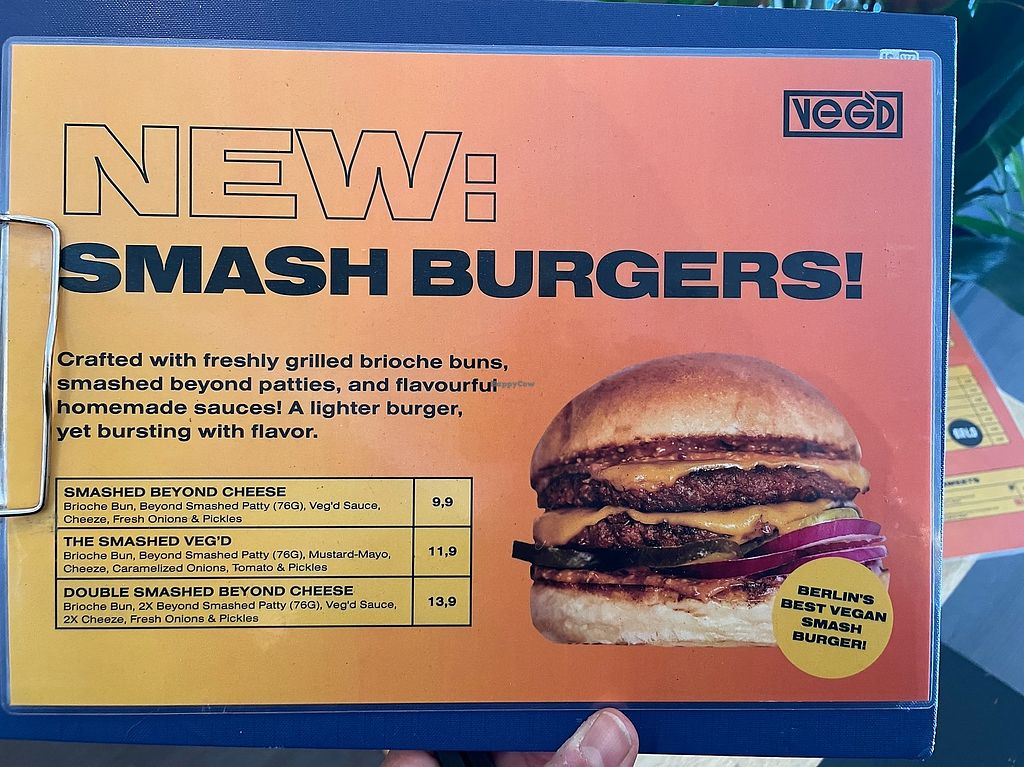 VEG'D
NEW:
SMASH BURGERS!
Crafted with freshly grilled brioche buns,
smashed beyond patties, and flavourful
homemade sauces! A lighter burger,
yet bursting with flavor.
HappyCow
SMASHED BEYOND CHEESE
Brioche Bun, Beyond Smashed Patty (76G), Veg'd Sauce,
Cheeze, Fresh Onions & Pickles
9,9
THE SMASHED VEG'D
Brioche Bun, Beyond Smashed Patty (76G), Mustard-Mayo,
Cheeze, Caramelized Onions, Tomato & Pickles
11,9
DOUBLE SMASHED BEYOND CHEESE
Brioche Bun, 2X Beyond Smashed Patty (76G), Veg'd Sauce,
2X Cheeze, Fresh Onions & Pickles
13,9
BERLIN'S
BEST VEGAN
SMASH
BURGER!